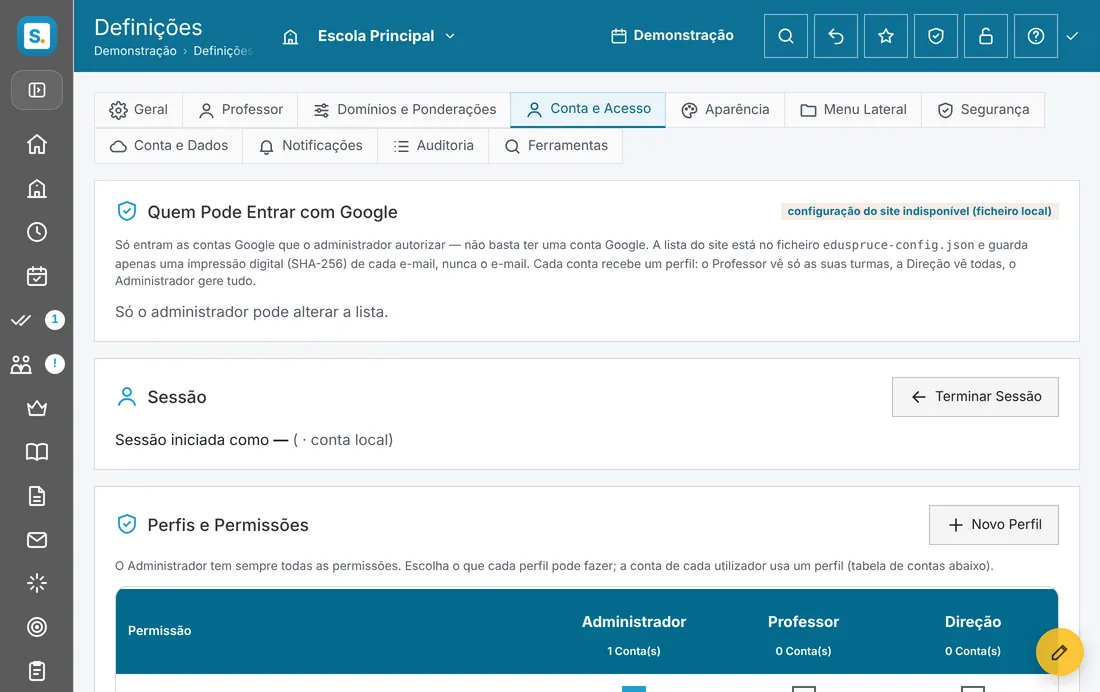 S.
Definições
Demonstração › Definições
Escola Principal
Demonstração
Geral
Professor
Domínios e Ponderações
Conta e Acesso
Aparência
Menu Lateral
Segurança
Conta e Dados
Notificações
Auditoria
Ferramentas
1
!
Quem Pode Entrar com Google
configuração do site indisponível (ficheiro local)
Só entram as contas Google que o administrador autorizar — não basta ter uma conta Google. A lista do site está no ficheiro eduspruce-config.json e guarda
apenas uma impressão digital (SHA-256) de cada e-mail, nunca o e-mail. Cada conta recebe um perfil: o Professor vê só as suas turmas, a Direção vê todas, o
Administrador gere tudo.
Só o administrador pode alterar a lista.
Sessão
Terminar Sessão
Sessão iniciada como — ( · conta local)
Perfis e Permissões
Novo Perfil
O Administrador tem sempre todas as permissões. Escolha o que cada perfil pode fazer; a conta de cada utilizador usa um perfil (tabela de contas abaixo).
Permissão
Administrador
Professor
Direção
1 Conta(s)
0 Conta(s)
0 Conta(s)